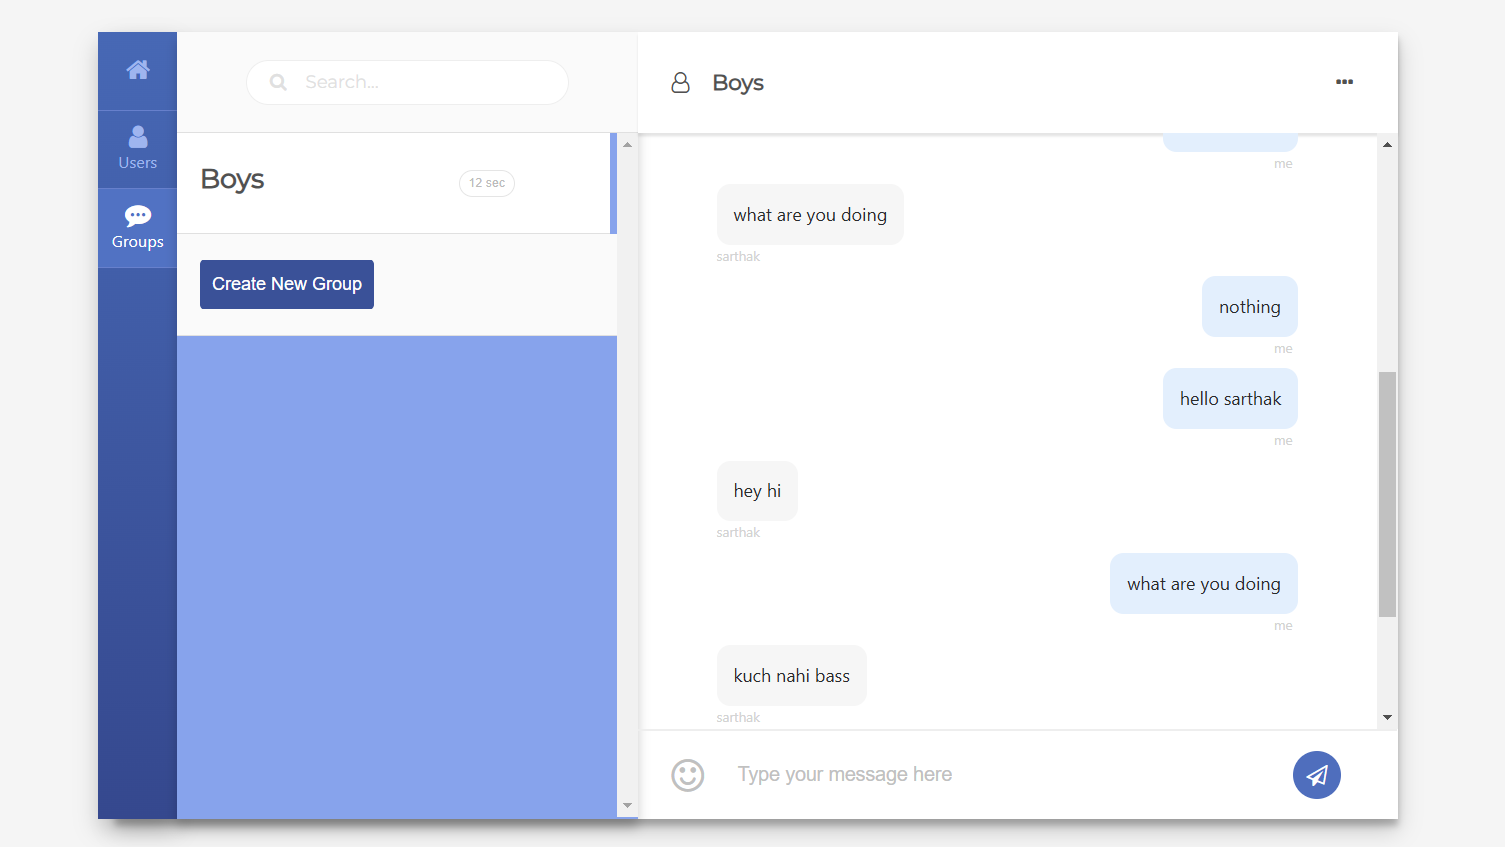 Users
Groups
Search...
Boys
12 sec
Create New Group
Boys
me
what are you doing
sarthak
nothing
me
hello sarthak
me
hey hi
sarthak
what are you doing
me
kuch nahi bass
sarthak
Type your message here